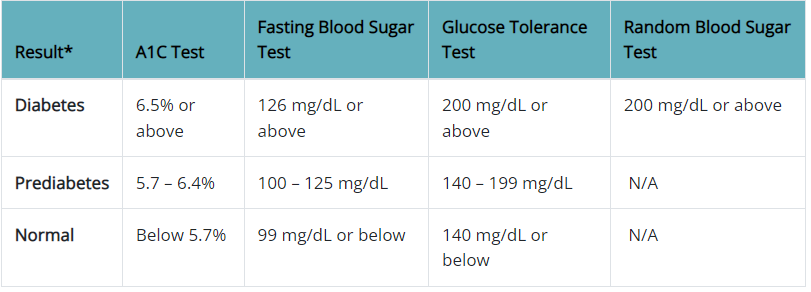 Result*
A1C Test
Fasting Blood Sugar
Test
Glucose Tolerance
Test
Random Blood Sugar
Test
Diabetes
6.5% or
above
126 mg/dL or
above
200 mg/dL or
above
200 mg/dL or above
Prediabetes
5.7 – 6.4%
100 – 125 mg/dL
140 – 199 mg/dL
N/A
Normal
Below 5.7%
99 mg/dL or below
140 mg/dL or
below
N/A